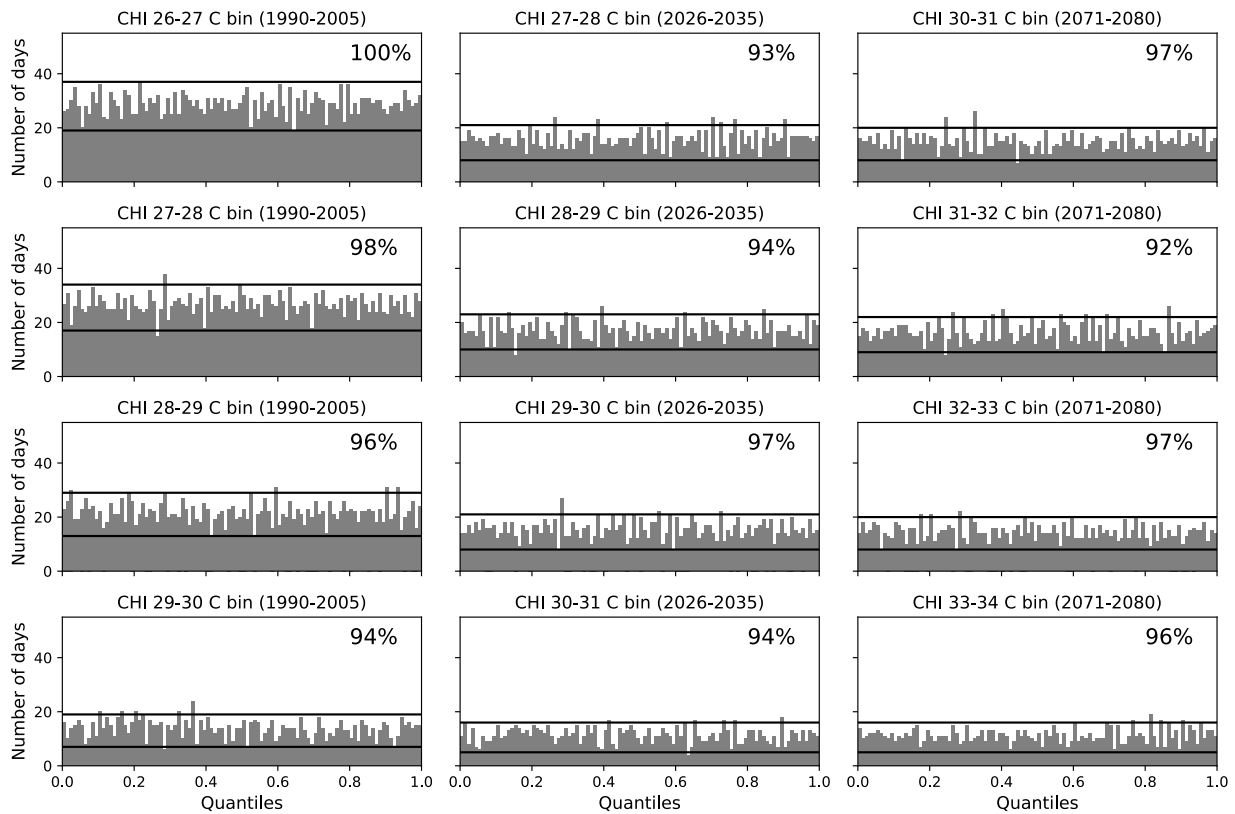 CHI 26-27 C bin (1990-2005)
CHI 27-28 C bin (2026-2035)
CHI 30-31 C bin (2071-2080)
Number of days
40
20
0
100%
93%
97%
CHI 27-28 C bin (1990-2005)
CHI 28-29 C bin (2026-2035)
CHI 31-32 C bin (2071-2080)
Number of days
40
20
0
98%
94%
92%
CHI 28-29 C bin (1990-2005)
CHI 29-30 C bin (2026-2035)
CHI 32-33 C bin (2071-2080)
Number of days
40
20
0
96%
97%
97%
CHI 29-30 C bin (1990-2005)
CHI 30-31 C bin (2026-2035)
CHI 33-34 C bin (2071-2080)
Number of days
40
20
0
94%
94%
96%
0.0 0.2 0.4 0.6 0.8 1.0
0.2 0.4 0.6 0.8 1.0
0.2 0.4 0.6 0.8 1.0
Quantiles
Quantiles
Quantiles